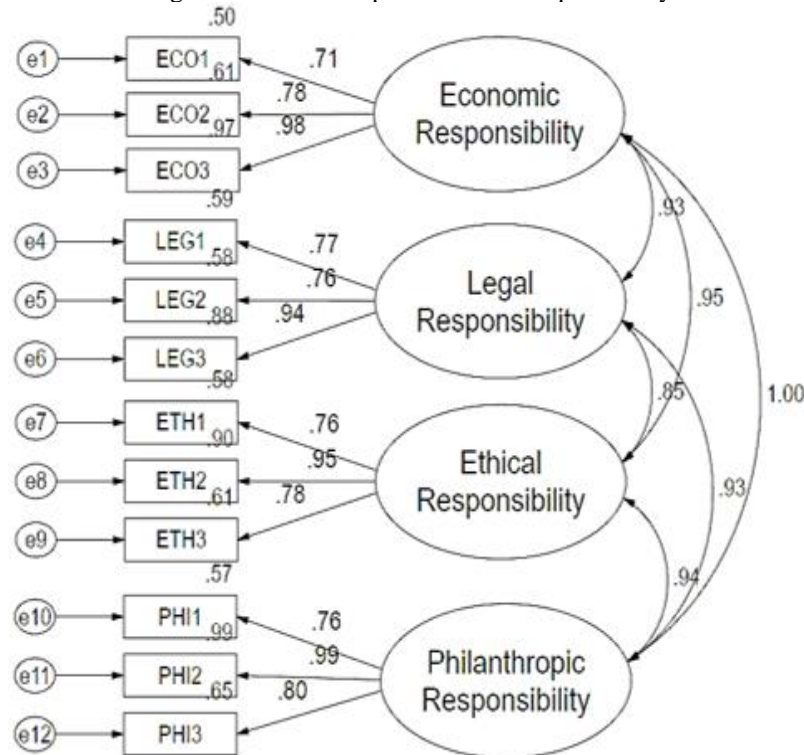 .50
e1 ECO1 .71
.61
e2 ECO2 .78
.97
e3 ECO3 .98
.59
Economic
Responsibility
e4 LEG1 .77
.58
e5 LEG2 .76
.88
e6 LEG3 .94
.58
Legal
Responsibility
e7 ETH1 .76
.90
e8 ETH2 .95
.61
e9 ETH3 .78
.57
Ethical
Responsibility
e10 PHI1 .76
.99
e11 PHI2 .99
.65
e12 PHI3 .80
Philanthropic
Responsibility
.93
.95
.85
1.00
.93
.94